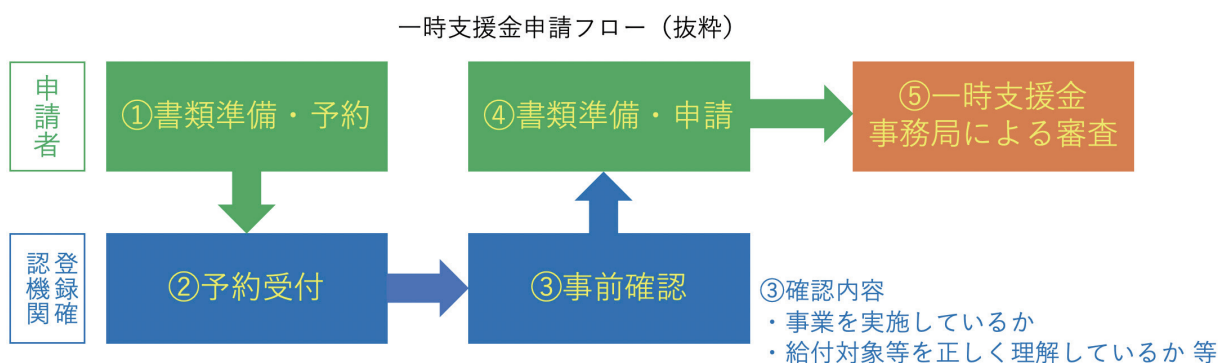 一時支援金申請フロー（抜粋）
申請者
①書類準備・予約
④書類準備・申請
⑤一時支援金
事務局による審査
登録確
認機関
②予約受付
③事前確認
③確認内容
・事業を実施しているか
・給付対象等を正しく理解しているか 等